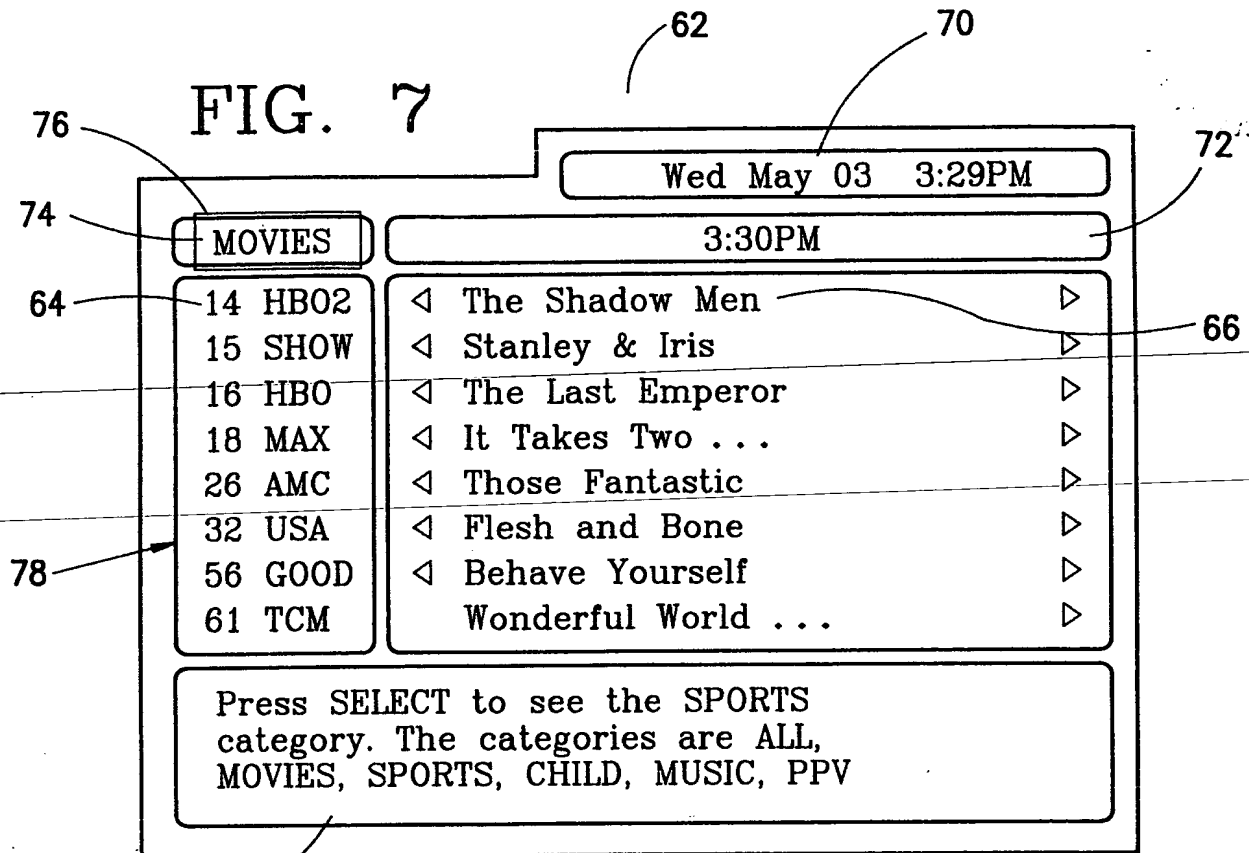 62
70
FIG. 7
76
72
Wed May 03 3:29PM
74
MOVIES
3:30PM
64
14 HBO2 The Shadow Men
66
15 SHOW Stanley & Iris
16 HBO The Last Emperor
18 MAX It Takes Two ...
26 AMC Those Fantastic
32 USA Flesh and Bone
78
56 GOOD Behave Yourself
61 TCM Wonderful World ...
Press SELECT to see the SPORTS
category. The categories are ALL,
MOVIES, SPORTS, CHILD, MUSIC, PPV